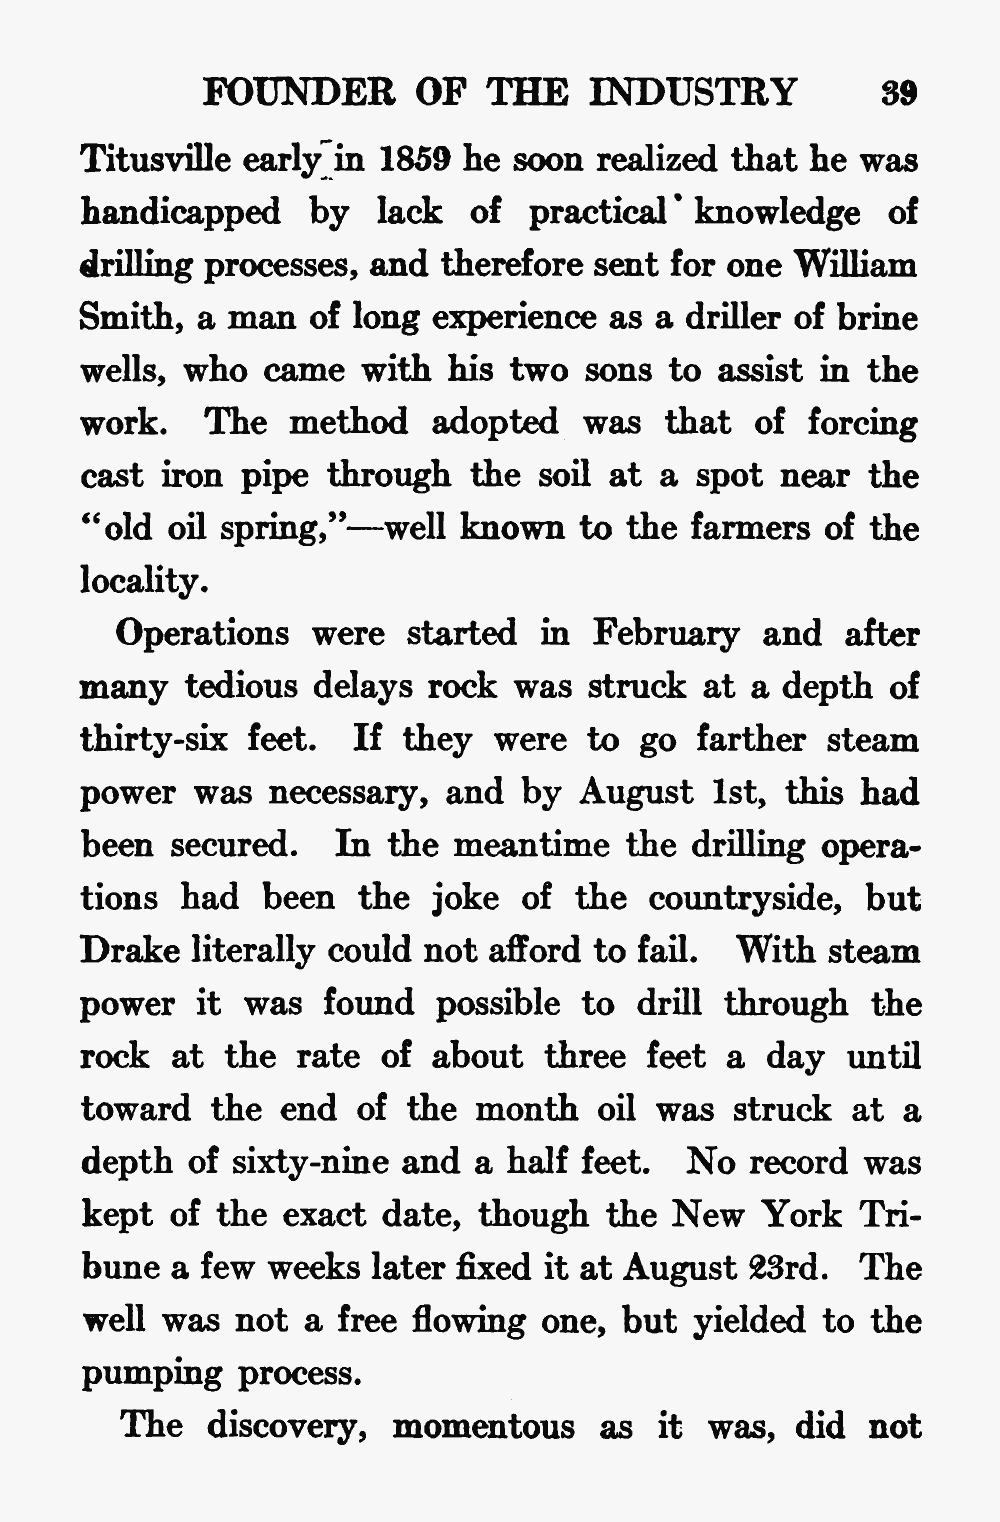 FOUNDER OF THE INDUSTRY 39
Titusville early in 1859 he soon realized that he was
handicapped by lack of practical knowledge of
drilling processes, and therefore sent for one William
Smith, a man of long experience as a driller of brine
wells, who came with his two sons to assist in the
work. The method adopted was that of forcing
cast iron pipe through the soil at a spot near the
“old oil spring,”—well known to the farmers of the
locality.
Operations were started in February and after
many tedious delays rock was struck at a depth of
thirty-six feet. If they were to go farther steam
power was necessary, and by August 1st, this had
been secured. In the meantime the drilling opera-
tions had been the joke of the countryside, but
Drake literally could not afford to fail. With steam
power it was found possible to drill through the
rock at the rate of about three feet a day until
toward the end of the month oil was struck at a
depth of sixty-nine and a half feet. No record was
kept of the exact date, though the New York Tri-
bune a few weeks later fixed it at August 23rd. The
well was not a free flowing one, but yielded to the
pumping process.
The discovery, momentous as it was, did not